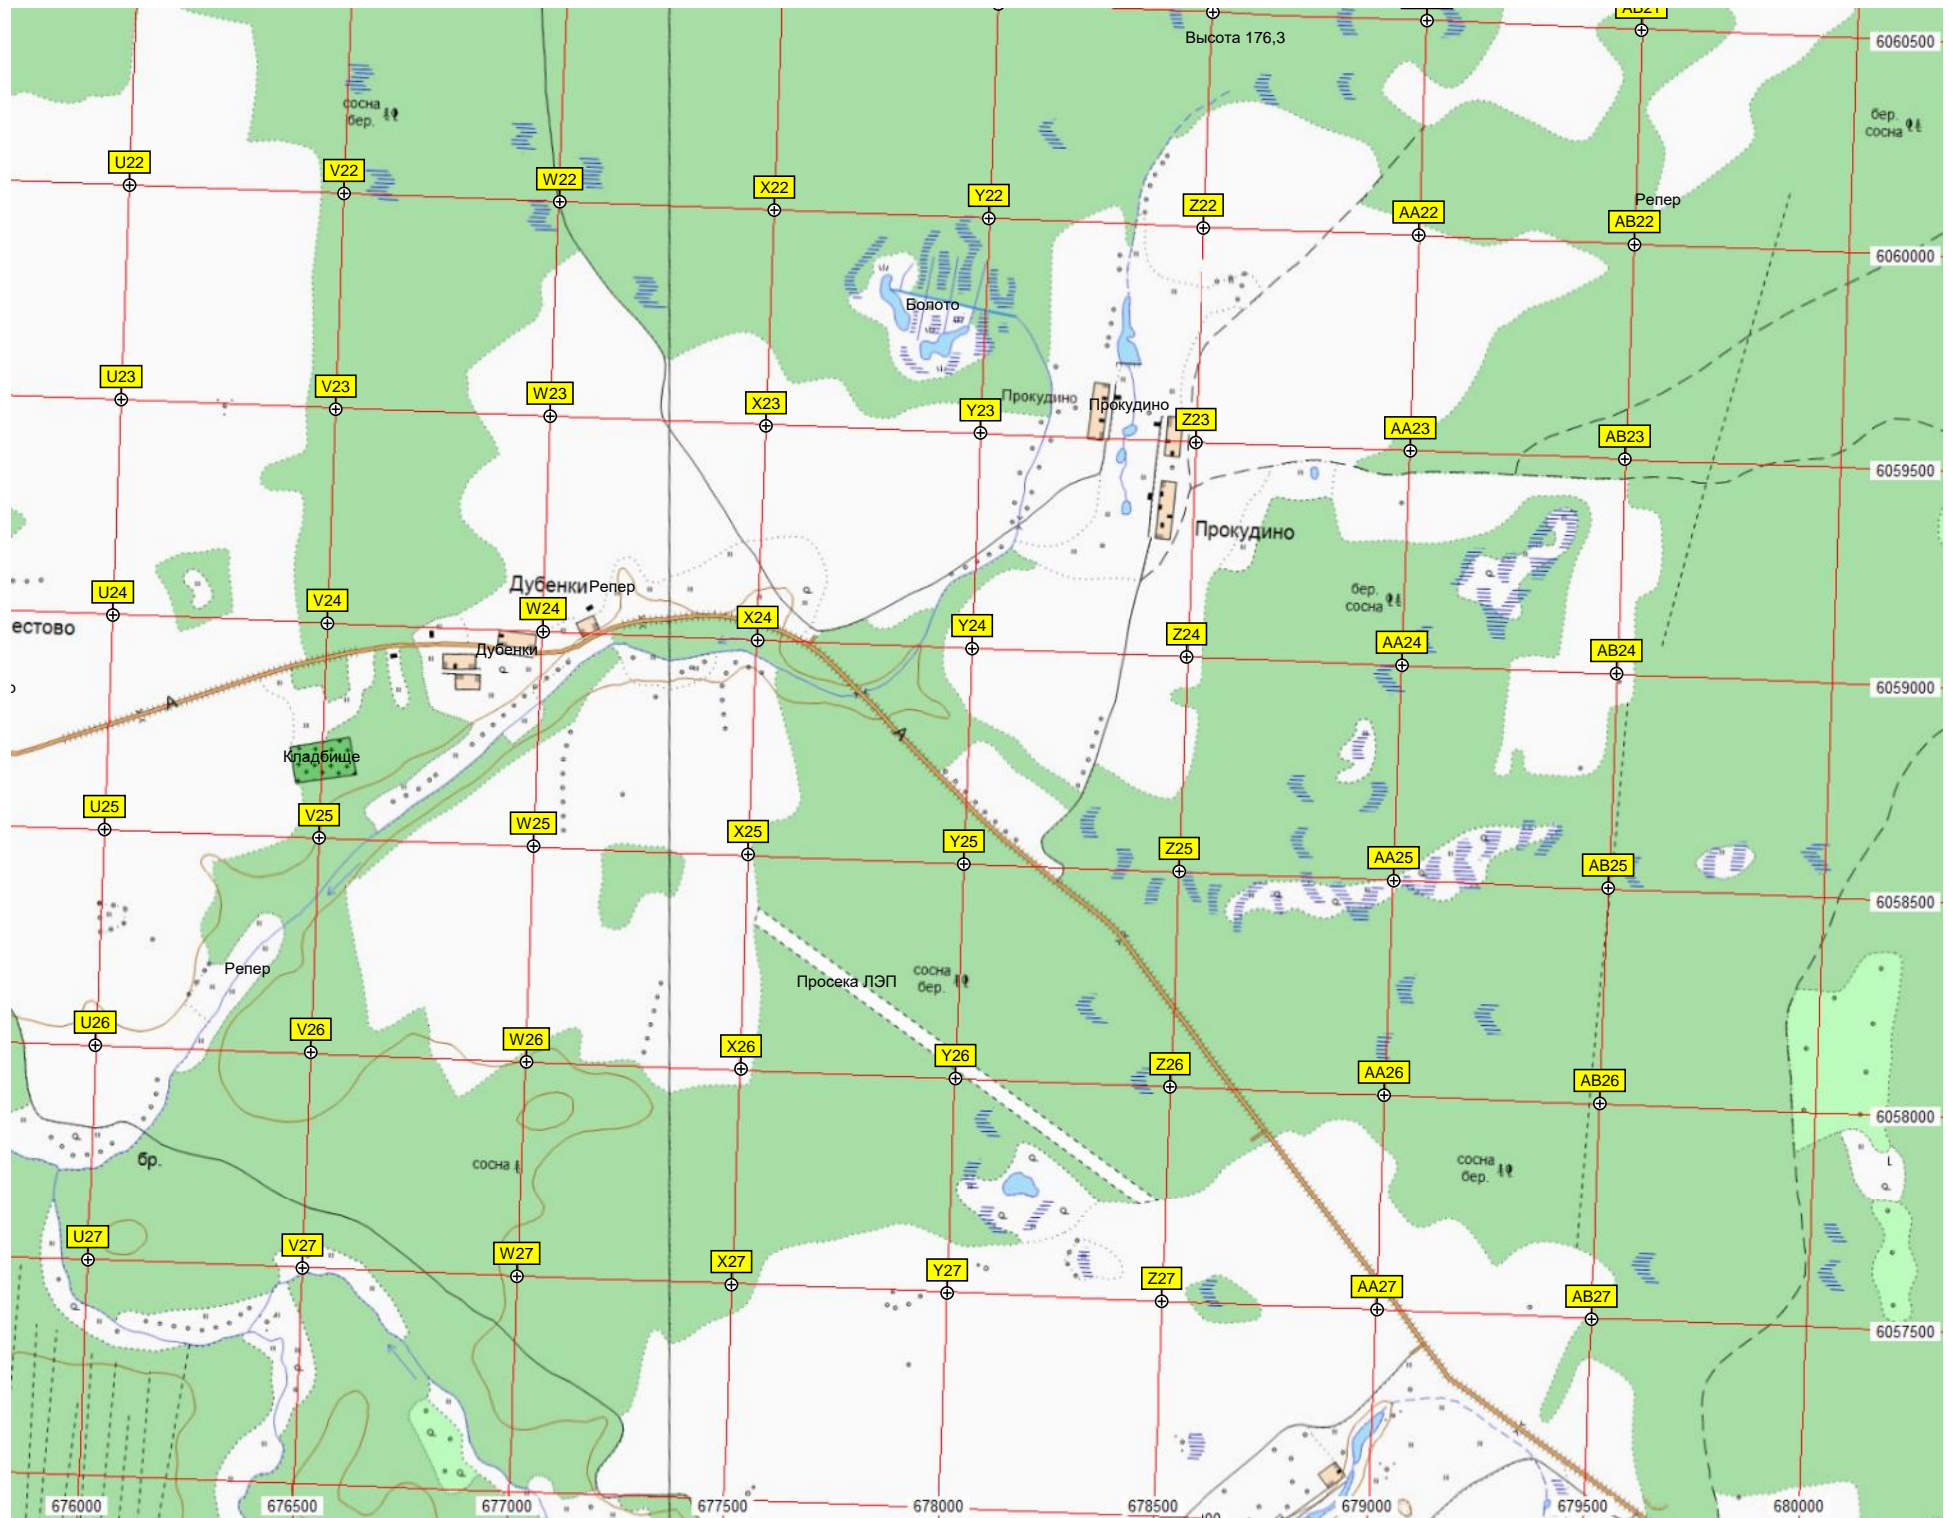 AB21
Высота 176,3
6060500
сосна
бер.
бер.
сосна
U22
V22
W22
X22
Y22
Z22
AA22
Репер
AB22
6060000
Болото
U23
V23
W23
X23
Y23
Прокудино
Прокудино
Z23
AA23
AB23
6059500
Прокудино
Дубенки
Репер
бер.
сосна
U24
V24
W24
X24
Y24
Z24
AA24
AB24
естово
Дубенки
6059000
А
А
Кладбище
U25
V25
W25
X25
Y25
Z25
AA25
AB25
6058500
Репер
Просека ЛЭП
сосна
бер.
U26
V26
W26
X26
Y26
Z26
AA26
AB26
6058000
бр.
сосна
сосна
бер.
U27
V27
W27
X27
Y27
Z27
AA27
AB27
6057500
676000
676500
677000
677500
678000
678500
679000
679500
680000